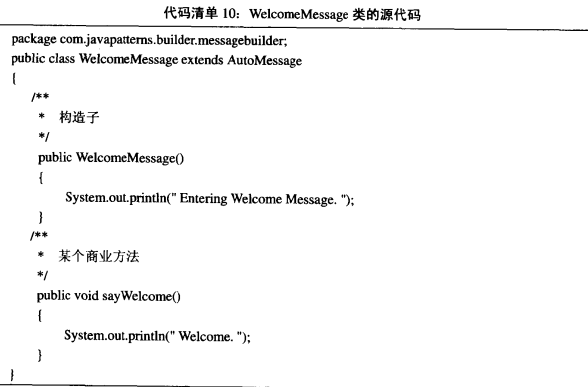 代码清单 10：WelcomeMessage 类的源代码
package com.javapatterns.builder.messagebuilder;
public class WelcomeMessage extends AutoMessage
{
/**
* 构造子
*/
public WelcomeMessage()
{
System.out.println(" Entering Welcome Message. ");
}
/**
* 某个商业方法
*/
public void sayWelcome()
{
System.out.println(" Welcome. ");
}
}